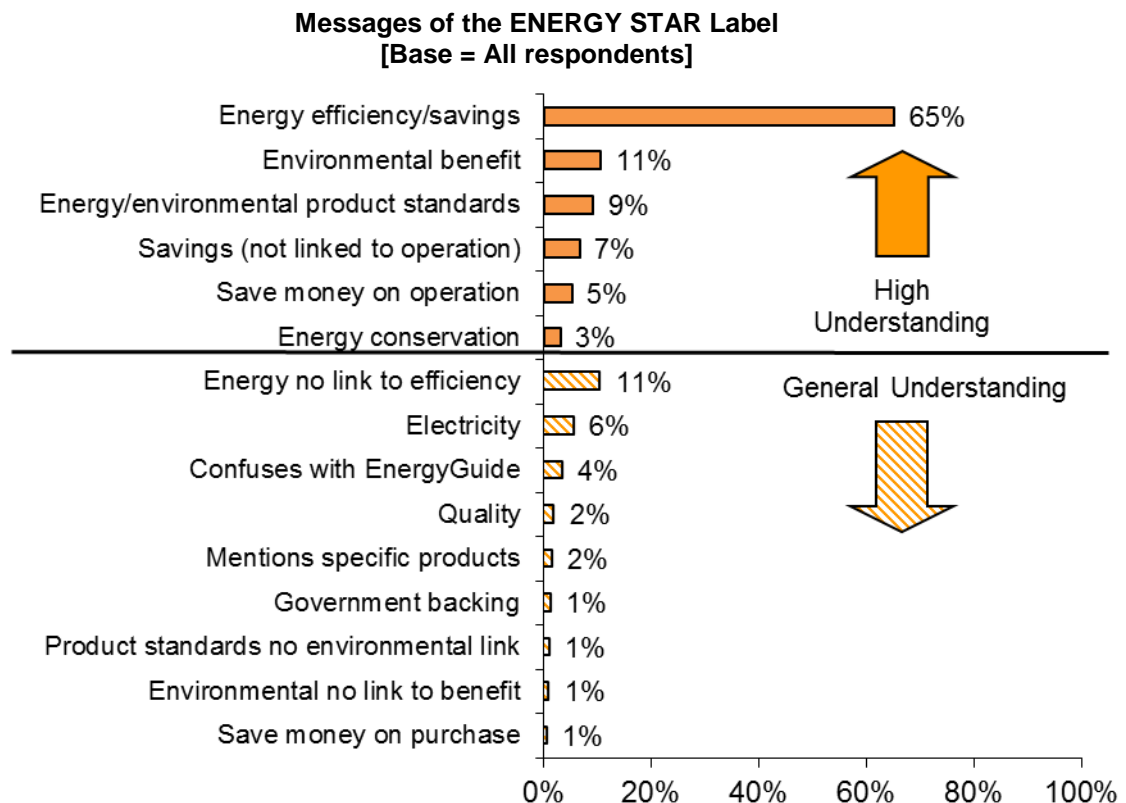 Messages of the ENERGY STAR Label
[Base = All respondents]
Energy efficiency/savings 65%
Environmental benefit 11%
Energy/environmental product standards 9%
Savings (not linked to operation) 7%
Save money on operation 5%
Energy conservation 3%
High
Understanding
Energy no link to efficiency 11%
General Understanding
Electricity 6%
Confuses with EnergyGuide 4%
Quality 2%
Mentions specific products 2%
Government backing 1%
Product standards no environmental link 1%
Environmental no link to benefit 1%
Save money on purchase 1%
0% 20% 40% 60% 80% 100%